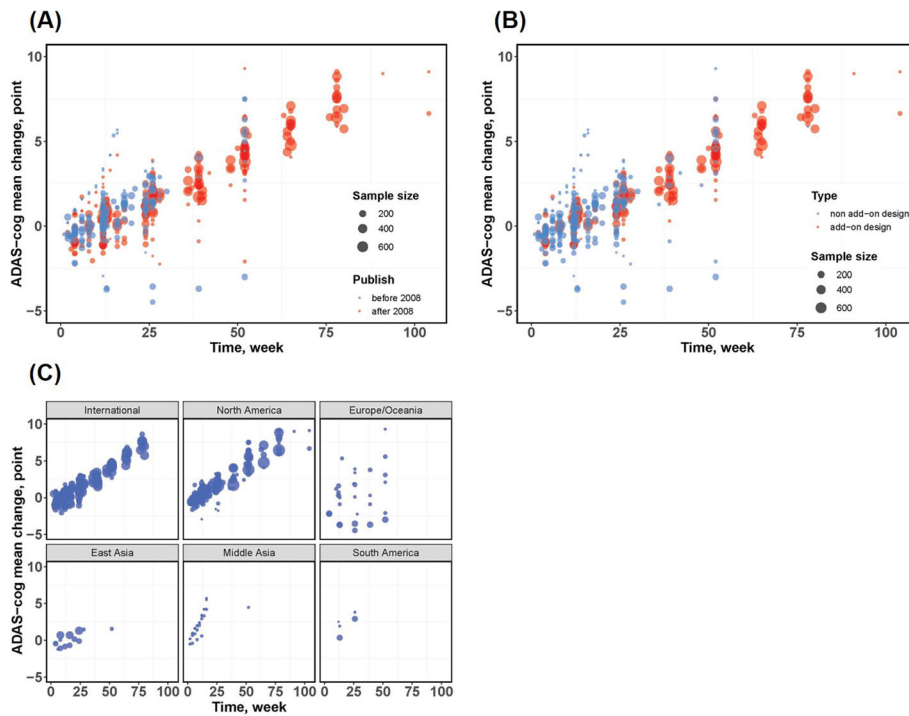 (A)
ADAS-cog mean change, point
10
5
0
-5
0
25
50
75
100
Time, week
Sample size
200
400
600
Publish
before 2008
after 2008
(B)
ADAS-cog mean change, point
10
5
0
-5
0
25
50
75
100
Time, week
Type
non add-on design
add-on design
Sample size
200
400
600
(C)
International
North America
Europe/Oceania
East Asia
Middle Asia
South America
ADAS-cog mean change, point
10
5
0
-5
ADAS-cog mean change, point
10
5
0
-5
0 25 50 75 100
0 25 50 75 100
0 25 50 75 100
Time, week